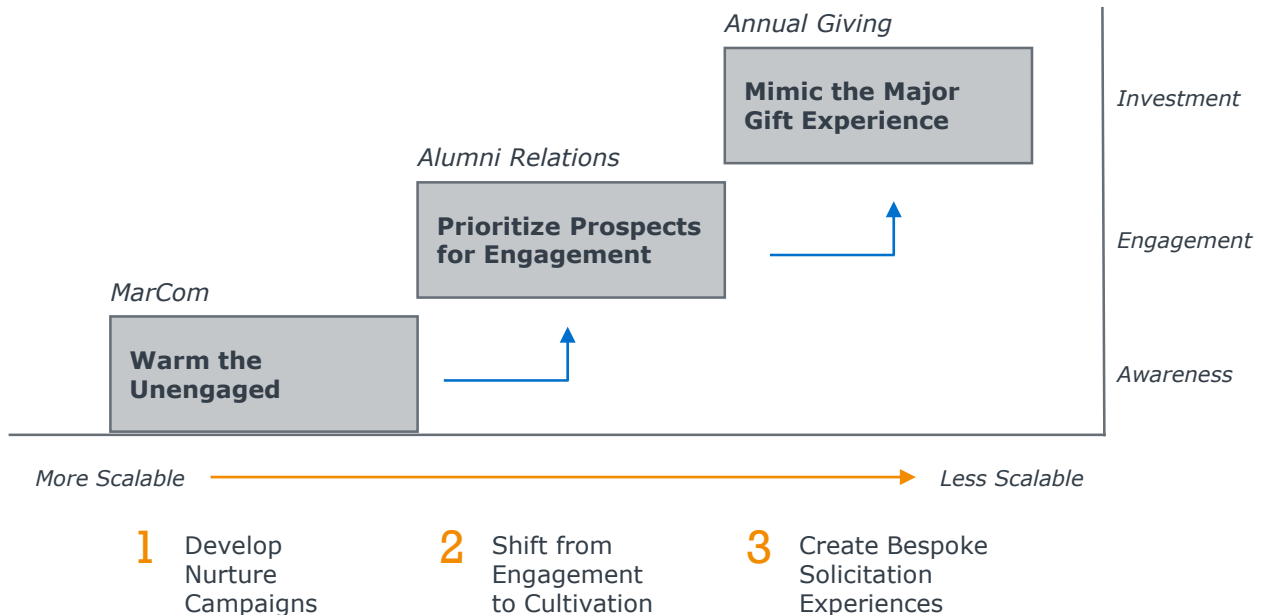 Annual Giving
Mimic the Major
Gift Experience
Investment
Alumni Relations
Prioritize Prospects
for Engagement
Engagement
MarCom
Warm the
Unengaged
Awareness
More Scalable
Less Scalable
1
Develop
Nurture
Campaigns
2
Shift from
Engagement
to Cultivation
3
Create Bespoke
Solicitation
Experiences